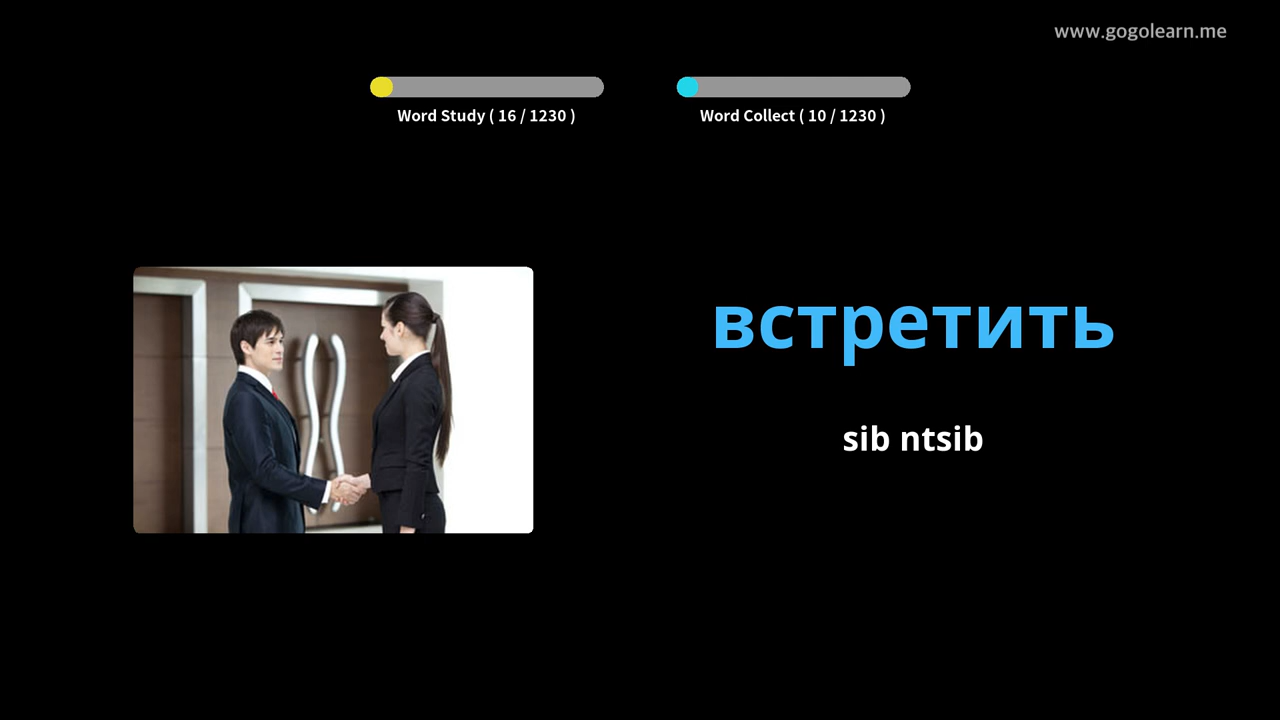 www.gogolearn.me
Word Study ( 16 / 1230 )
Word Collect ( 10 / 1230 )
встретить
sib ntsib